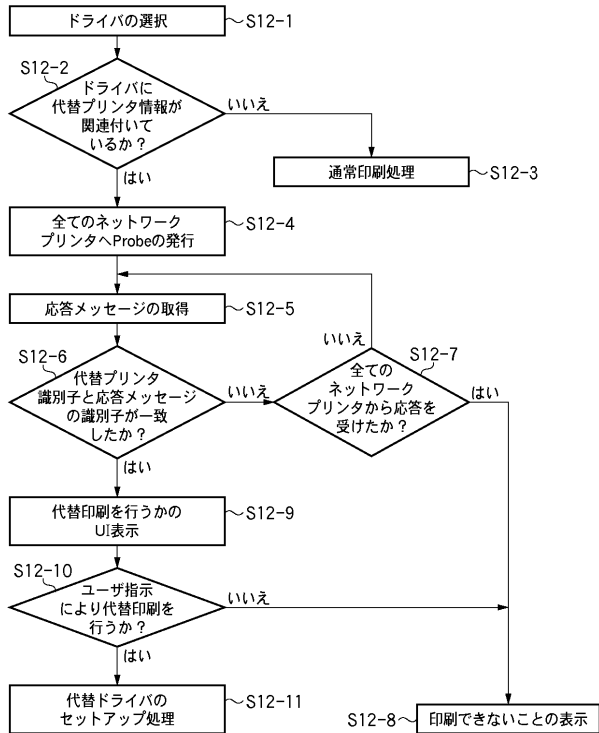 ドライバの選択
S12-1
S12-2
ドライバに
代替プリンタ情報が
関連付いて
いるか？
いいえ
はい
通常印刷処理
S12-3
全てのネットワーク
プリンタへProbeの発行
S12-4
応答メッセージの取得
S12-5
S12-6
代替プリンタ
識別子と応答メッセージ
の識別子が一致
したか？
いいえ
はい
S12-7
いいえ
全ての
ネットワーク
プリンタから応答を
受けたか？
はい
代替印刷を行うかの
UI表示
S12-9
S12-10
ユーザ指示
により代替印刷を
行うか？
いいえ
はい
代替ドライバの
セットアップ処理
S12-11
S12-8
印刷できないことの表示